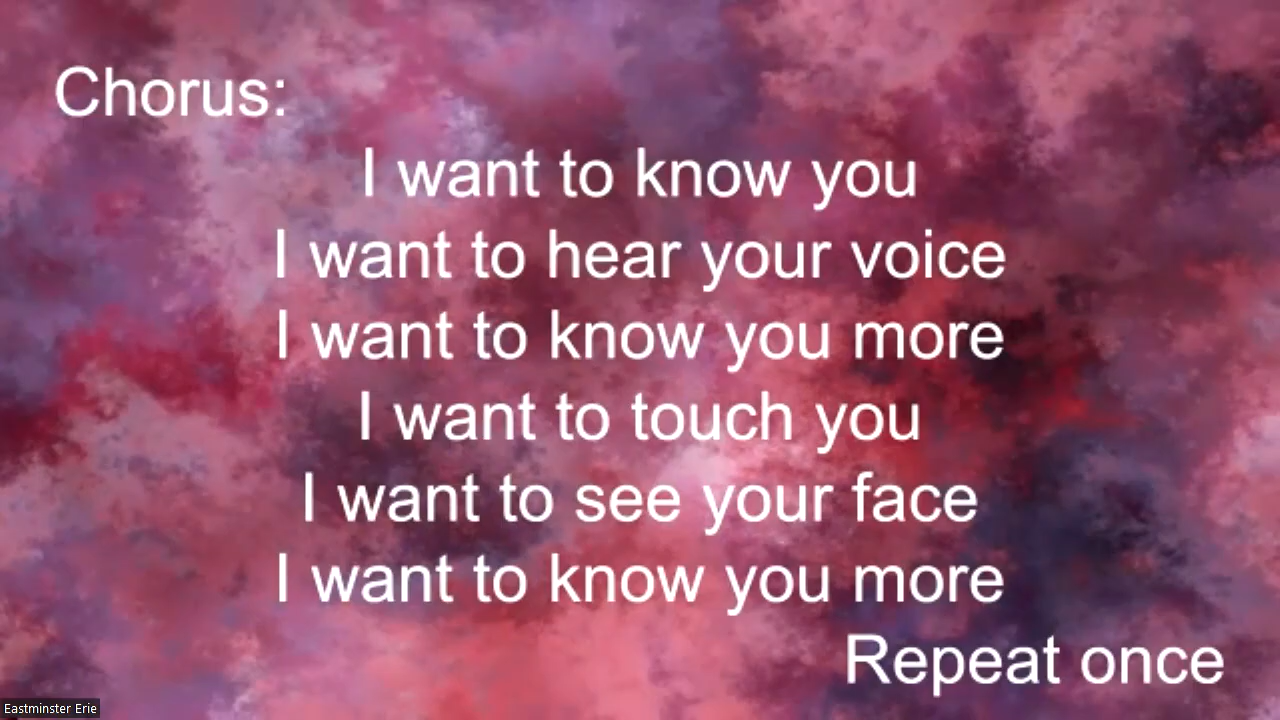 Chorus:
I want to know you
I want to hear your voice
I want to know you more
I want to touch you
I want to see your face
I want to know you more
Repeat once
Eastminster Erie